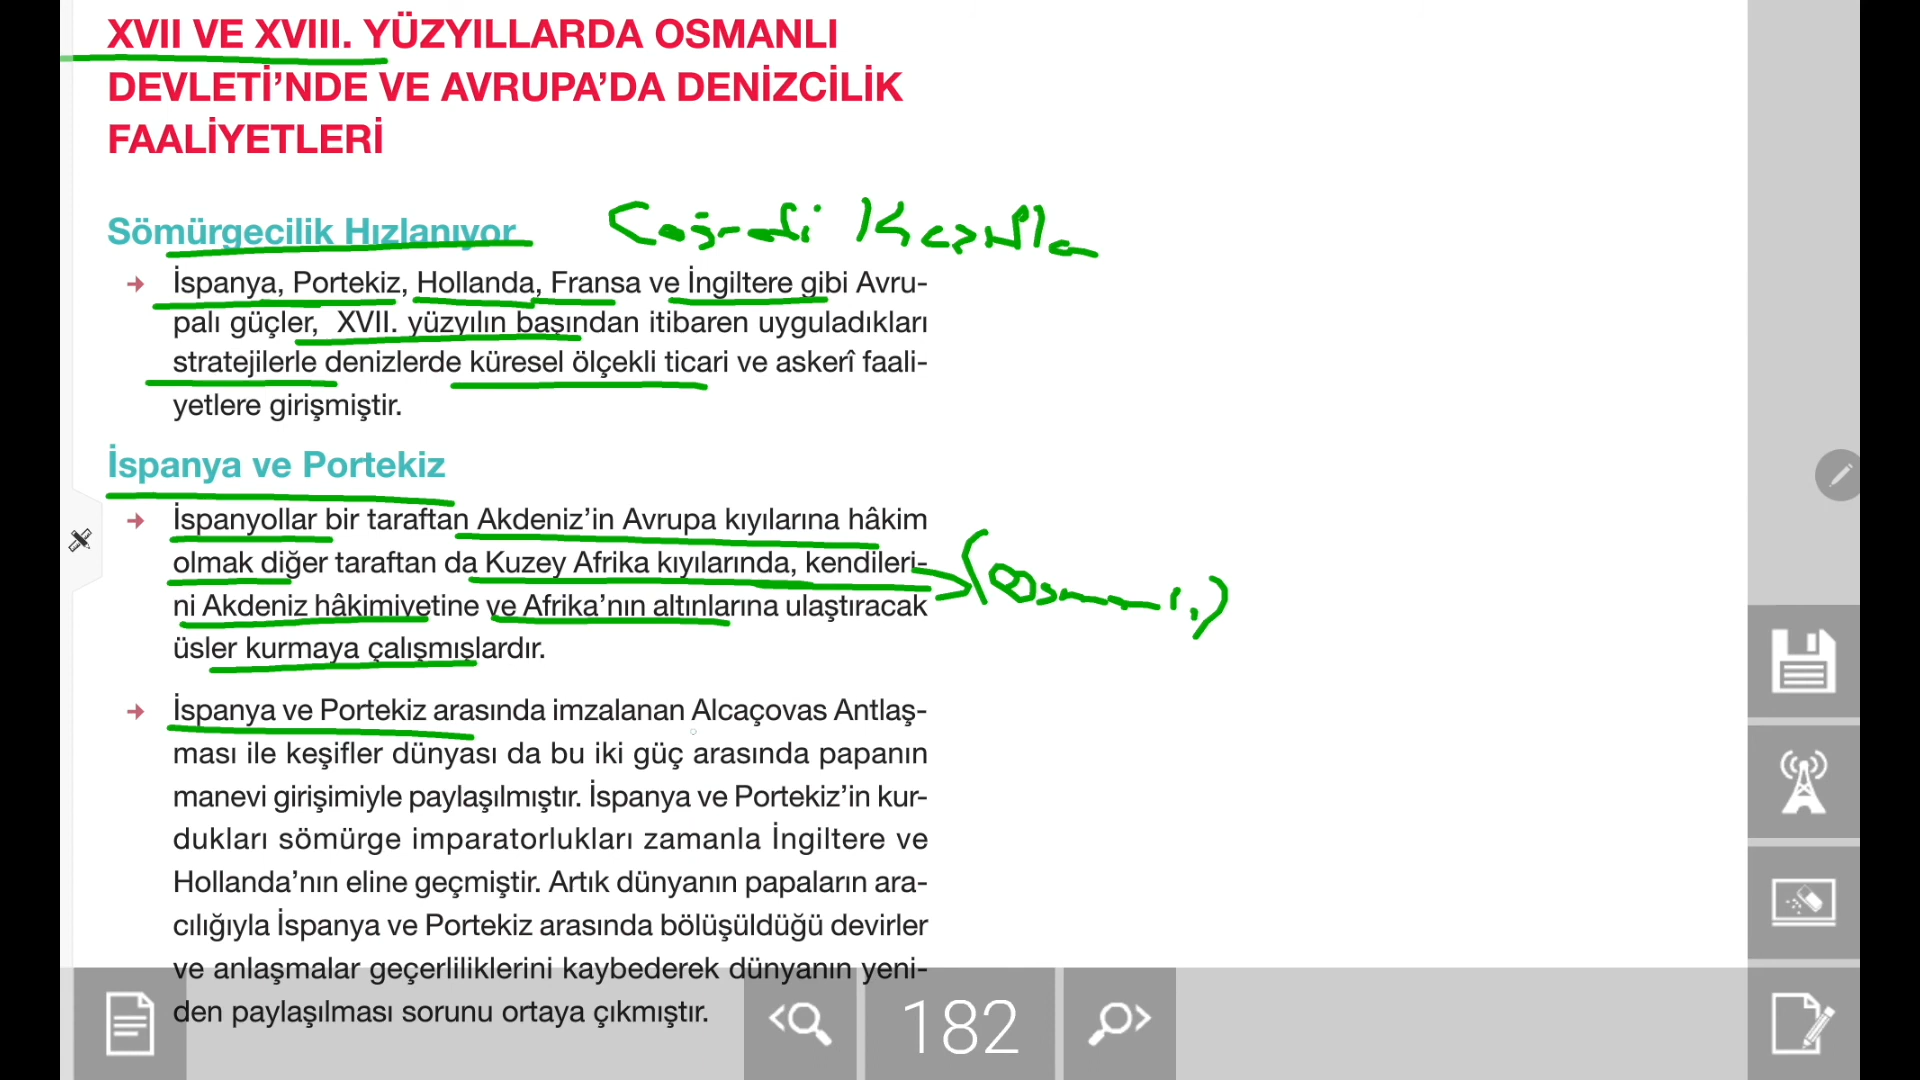 XVII VE XVIII. YÜZYILLARDA OSMANLI
DEVLETİ’NDE VE AVRUPA’DA DENİZCİLİK
FAALİYETLERİ
Sömürgecilik Hızlanıyor
Coğrafi Keşifle
İspanya, Portekiz, Hollanda, Fransa ve İngiltere gibi Avru-
palı güçler, XVII. yüzyılın başından itibaren uyguladıkları
stratejilerle denizlerde küresel ölçekli ticari ve askerî faali-
yetlere girişmiştir.
İspanya ve Portekiz
İspanyollar bir taraftan Akdeniz’in Avrupa kıyılarına hâkim
olmak diğer taraftan da Kuzey Afrika kıyılarında, kendileri-
ni Akdeniz hâkimiyetine ve Afrika’nın altınlarına ulaştıracak
üsler kurmaya çalışmışlardır.
İspanya ve Portekiz arasında imzalanan Alcaçovas Antlaş-
ması ile keşifler dünyası da bu iki güç arasında papanın
manevi girişimiyle paylaşılmıştır. İspanya ve Portekiz’in kur-
dukları sömürge imparatorlukları zamanla İngiltere ve
Hollanda’nın eline geçmiştir. Artık dünyanın papaların ara-
cılığıyla İspanya ve Portekiz arasında bölüşüldüğü devirler
ve anlaşmalar geçerliliklerini kaybederek dünyanın yeni-
den paylaşılması sorunu ortaya çıkmıştır.
182